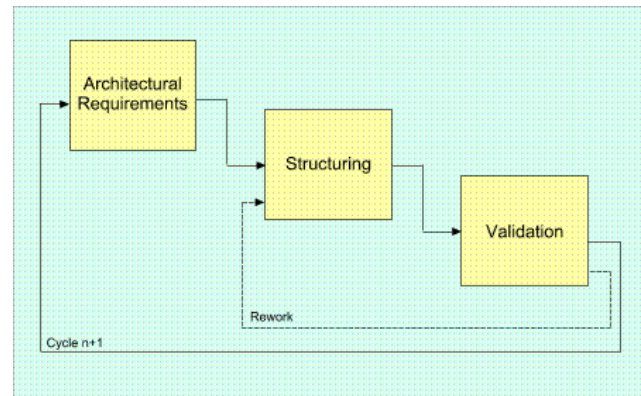 Architectural
Requirements
Structuring
Validation
Rework
Cycle n+1